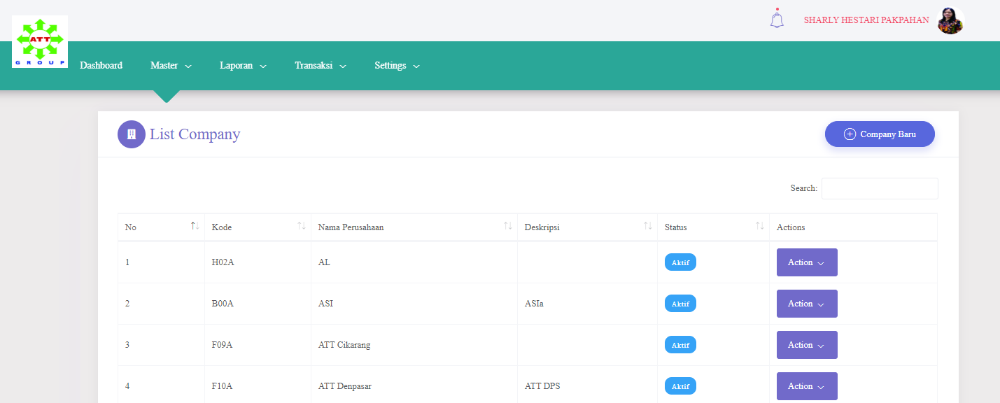 SHARLY HESTARI PAKPAHAN
ATT
GROUP
Dashboard Master Laporan Transaksi Settings
List Company
Company Baru
Search:
No Kode Nama Perusahaan Deskripsi Status Actions
1 H02A AL Aktif Action
2 B00A ASI ASIa Aktif Action
3 F09A ATT Cikarang Aktif Action
4 F10A ATT Denpasar ATT DPS Aktif Action